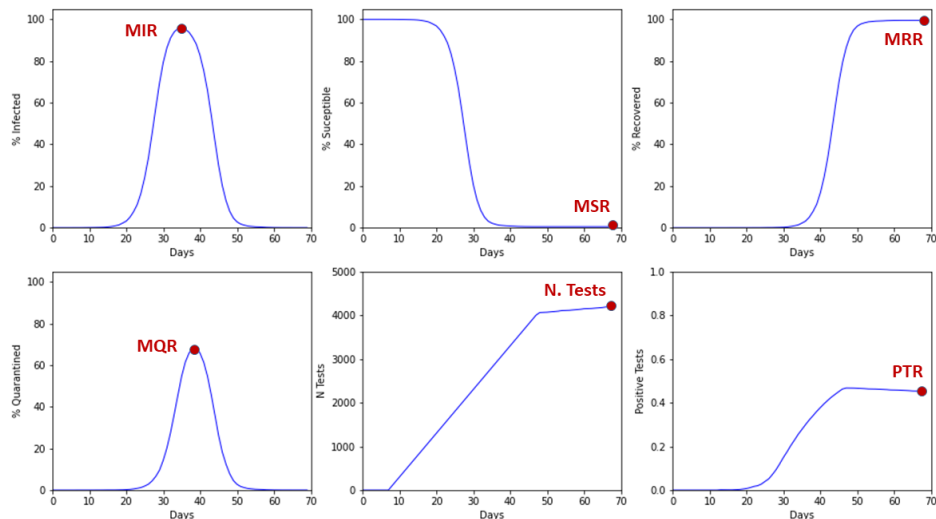 MIR
% Infected
100
80
60
40
20
0
0 10 20 30 40 50 60 70
Days
MSR
% Suceptible
100
80
60
40
20
0
0 10 20 30 40 50 60 70
Days
MRR
% Recovered
100
80
60
40
20
0
0 10 20 30 40 50 60 70
Days
MQR
% Quarantined
100
80
60
40
20
0
0 10 20 30 40 50 60 70
Days
N. Tests
N Tests
5000
4000
3000
2000
1000
0
0 10 20 30 40 50 60 70
Days
PTR
Positive Tests
1.0
0.8
0.6
0.4
0.2
0.0
0 10 20 30 40 50 60 70
Days